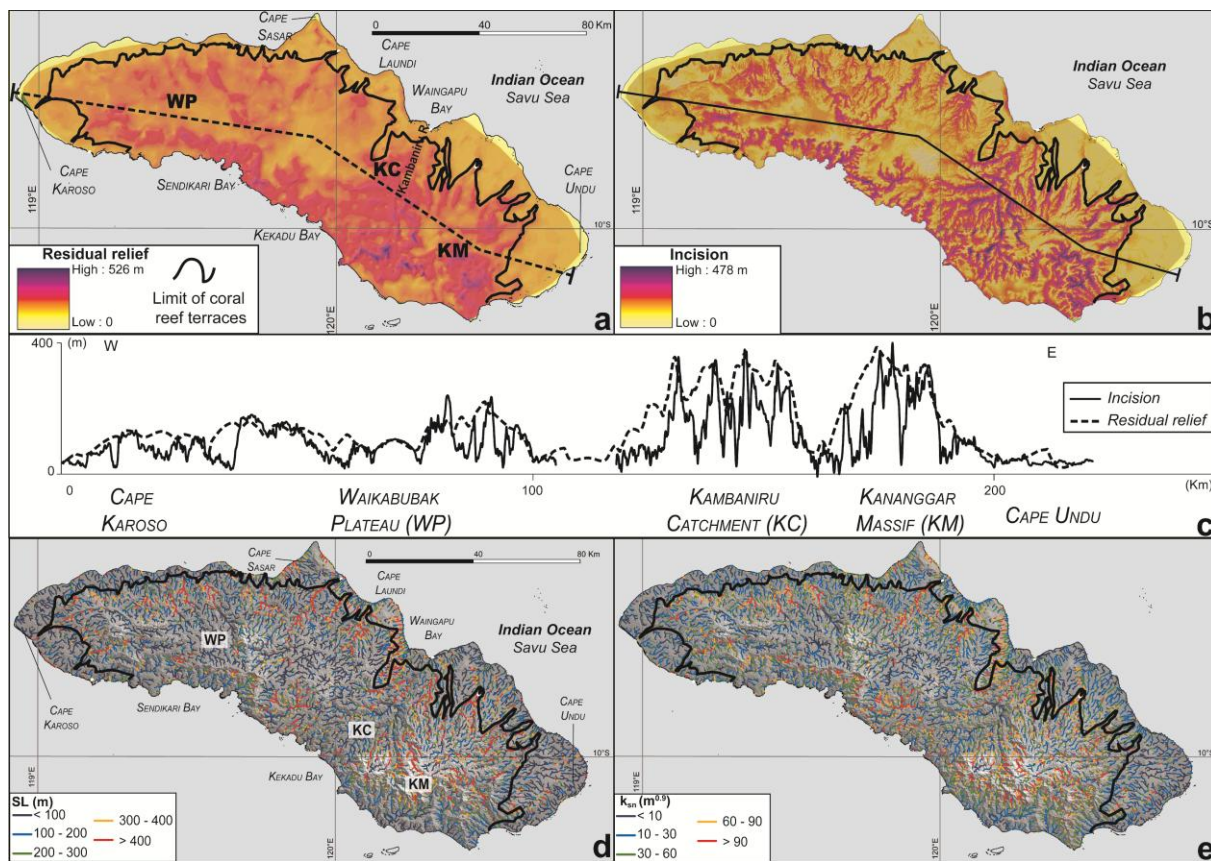 CAPE
SASAR
0 40 80 Km
CAPE
LAUNDI
Indian Ocean
Savu Sea
WAINGAPU
BAY
WP
KC
Kambanin R.
KM
CAPE
KAROSO
SENDIKARI BAY
KEKADU BAY
CAPE
UNDU
119°E
10°S
120°E
Residual relief
High : 526 m
Low : 0
Limit of coral
reef terraces
a
Indian Ocean
Savu Sea
119°E
10°S
120°E
Incision
High : 478 m
Low : 0
b
400
(m)
W
E
0
Incision
Residual relief
0 100 200 (Km)
CAPE
KAROSO
WAIKABUBAK
PLATEAU (WP)
KAMBANIRU
CATCHMENT (KC)
KANANGGAR
MASSIF (KM)
CAPE UNDU
c
CAPE
SASAR
0 40 80 Km
CAPE
LAUNDI
Indian Ocean
Savu Sea
WAINGAPU
BAY
WP
KC
KM
CAPE
KAROSO
SENDIKARI BAY
KEKADU BAY
CAPE
UNDU
119°E
10°S
120°E
SL (m)
< 100
100 - 200
200 - 300
300 - 400
> 400
d
Indian Ocean
Savu Sea
119°E
10°S
120°E
ksn (m0.9)
< 10
10 - 30
30 - 60
60 - 90
> 90
e